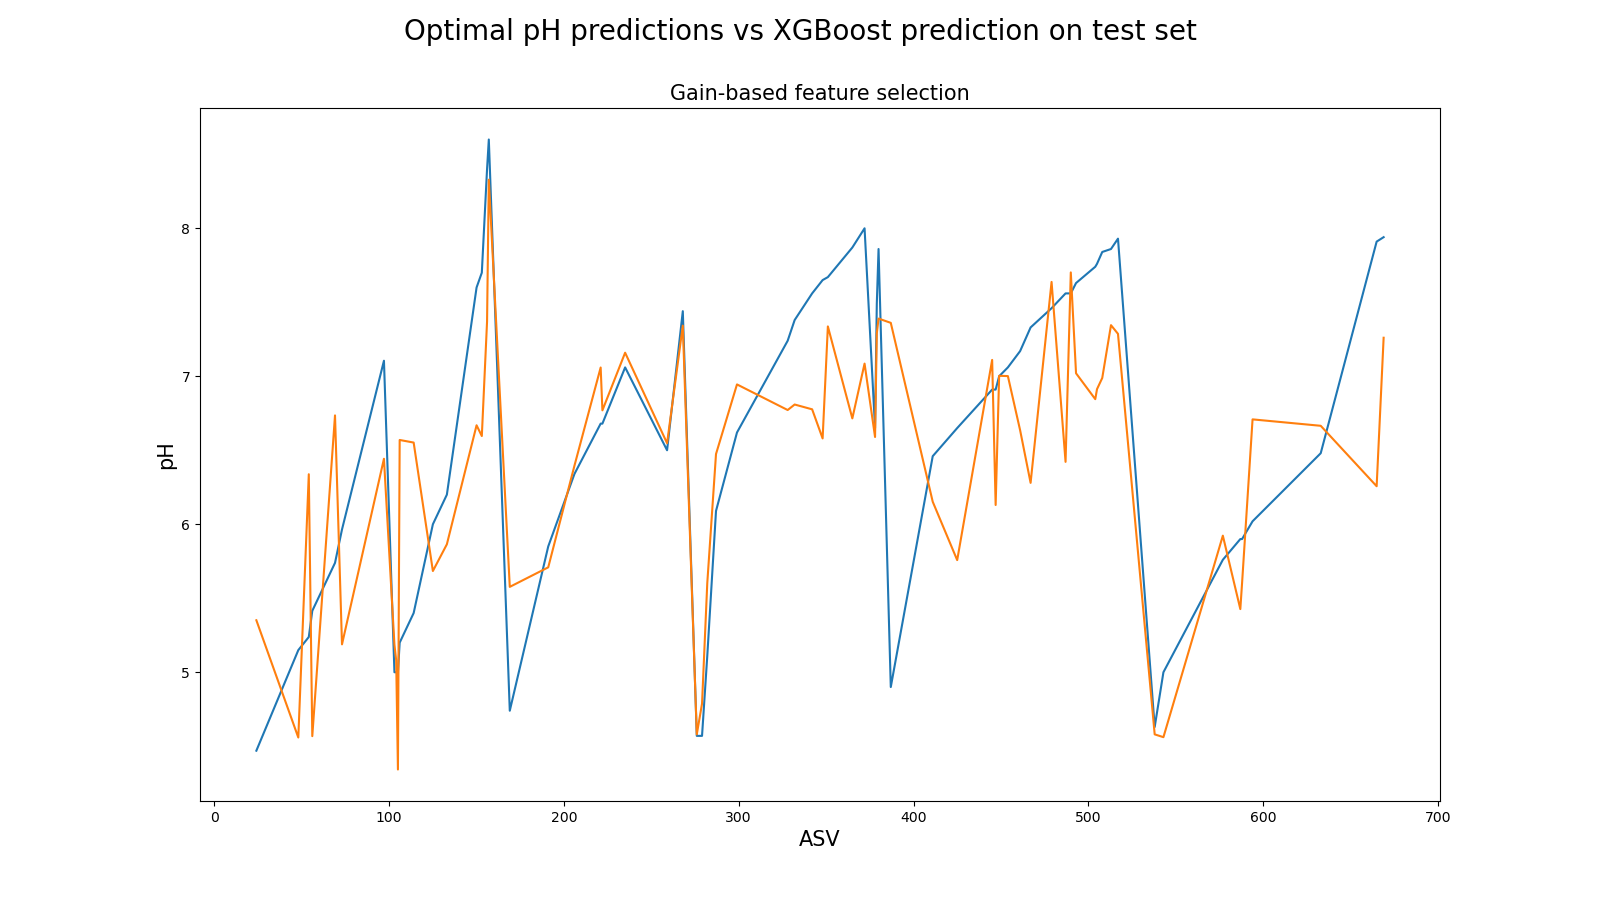 Optimal pH predictions vs XGBoost prediction on test set
Gain-based feature selection
8
7
6
5
pH
0 100 200 300 400 500 600 700
ASV